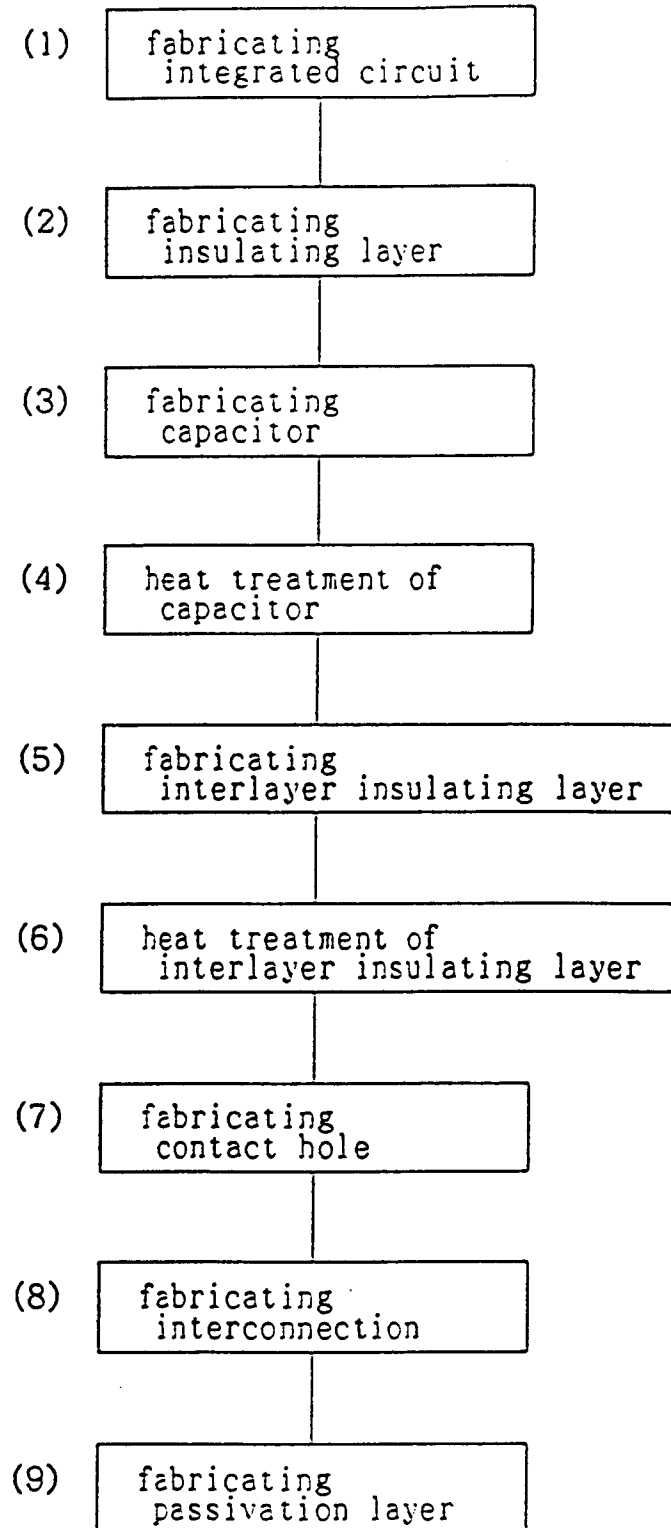 (1)
fabricating
integrated circuit
(2)
fabricating
insulating layer
(3)
fabricating
capacitor
(4)
heat treatment of
capacitor
(5)
fabricating
interlayer insulating layer
(6)
heat treatment of
interlayer insulating layer
(7)
fabricating
contact hole
(8)
fabricating
interconnection
(9)
fabricating
passivation layer